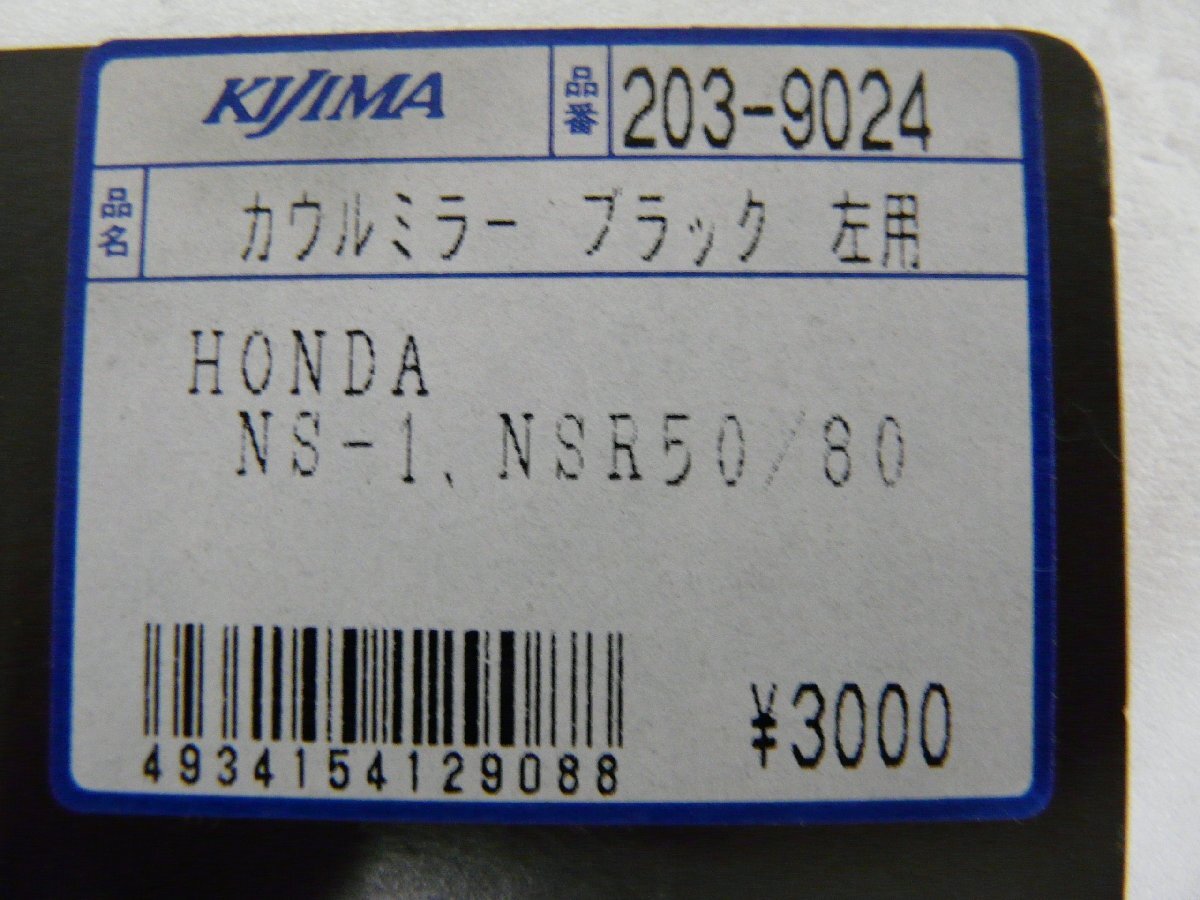 KIJIMA 品番 203-9024
品名 カウルミラー ブラック 左用
HONDA
NS-1、NSR50/80
4934154129088
¥3000